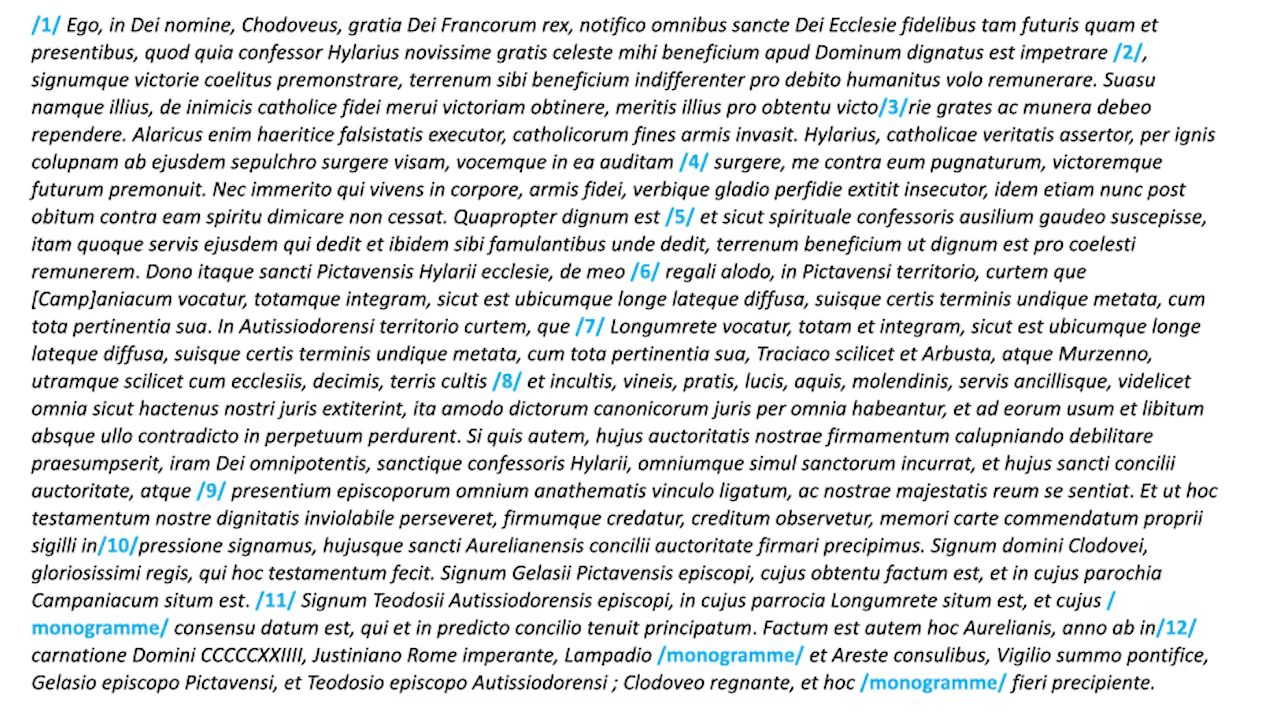 /1/ Ego, in Dei nomine, Chodoveus, gratia Dei Francorum rex, notifico omnibus sancte Dei Ecclesie fidelibus tam futuris quam et
presentibus, quod quia confessor Hylarius novissime gratis celeste mihi beneficium apud Dominum dignatus est impetrare /2/,
signumque victorie coelitus premonstrare, terrenum sibi beneficium indifferenter pro debito humanitus volo remunerare. Suasu
namque illius, de inimicis catholice fidei merui victoriam obtinere, meritis illius pro obtentu victo/3/rie grates ac munera debeo
rependere. Alaricus enim haeritice falsistatis executor, catholicorum fines armis invasit. Hylarius, catholicae veritatis assertor, per ignis
colupnam ab ejusdem sepulchro surgere visam, vocemque in ea auditam /4/ surgere, me contra eum pugnaturum, victoremque
futurum premonuit. Nec immerito qui vivens in corpore, armis fidei, verbique gladio perfidie extitit insecutor, idem etiam nunc post
obitum contra eam spiritu dimicare non cessat. Quapropter dignum est /5/ et sicut spirituale confessoris ausilium gaudeo suscepisse,
itam quoque servis ejusdem qui dedit et ibidem sibi famulantibus unde dedit, terrenum beneficium ut dignum est pro coelesti
remunerem. Dono itaque sancti Pictavensis Hylarii ecclesie, de meo /6/ regali alodo, in Pictavensi territorio, curtem que
[Camp]aniacum vocatur, totamque integram, sicut est ubicumque longe lateque diffusa, suisque certis terminis undique metata, cum
tota pertinentia sua. In Autissiodorensi territorio curtem, que /7/ Longumrete vocatur, totam et integram, sicut est ubicumque longe
lateque diffusa, suisque certis terminis undique metata, cum tota pertinentia sua, Traciaco scilicet et Arbusta, atque Murzenno,
utramque scilicet cum ecclesiis, decimis, terris cultis /8/ et incultis, vineis, pratis, lucis, aquis, molendinis, servis ancillisque, videlicet
omnia sicut hactenus nostri juris extiterint, ita amodo dictorum canonicorum juris per omnia habeantur, et ad eorum usum et libitum
absque ullo contradicto in perpetuum perdurent. Si quis autem, hujus auctoritatis nostrae firmamentum calupniando debilitare
praesumpserit, iram Dei omnipotentis, sanctique confessoris Hylarii, omniumque simul sanctorum incurrat, et hujus sancti concilii
auctoritate, atque /9/ presentium episcoporum omnium anathematis vinculo ligatum, ac nostrae majestatis reum se sentiat. Et ut hoc
testamentum nostre dignitatis inviolabile perseveret, firmumque credatur, creditum observetur, memori carte commendatum proprii
sigilli in/10/pressione signamus, hujusque sancti Aurelianensis concilii auctoritate firmari precipimus. Signum domini Clodovei,
gloriosissimi regis, qui hoc testamentum fecit. Signum Gelasii Pictavensis episcopi, cujus obtentu factum est, et in cujus parochia
Campaniacum situm est. /11/ Signum Teodosii Autissiodorensis episcopi, in cujus parrocia Longumrete situm est, et cujus /
monogramme/ consensu datum est, qui et in predicto concilio tenuit principatum. Factum est autem hoc Aurelianis, anno ab in/12/
carnatione Domini CCCCCXXIIII, Justiniano Rome imperante, Lampadio /monogramme/ et Areste consulibus, Vigilio summo pontifice,
Gelasio episcopo Pictavensi, et Teodosio episcopo Autissiodorensi ; Clodoveo regnante, et hoc /monogramme/ fieri precipiente.